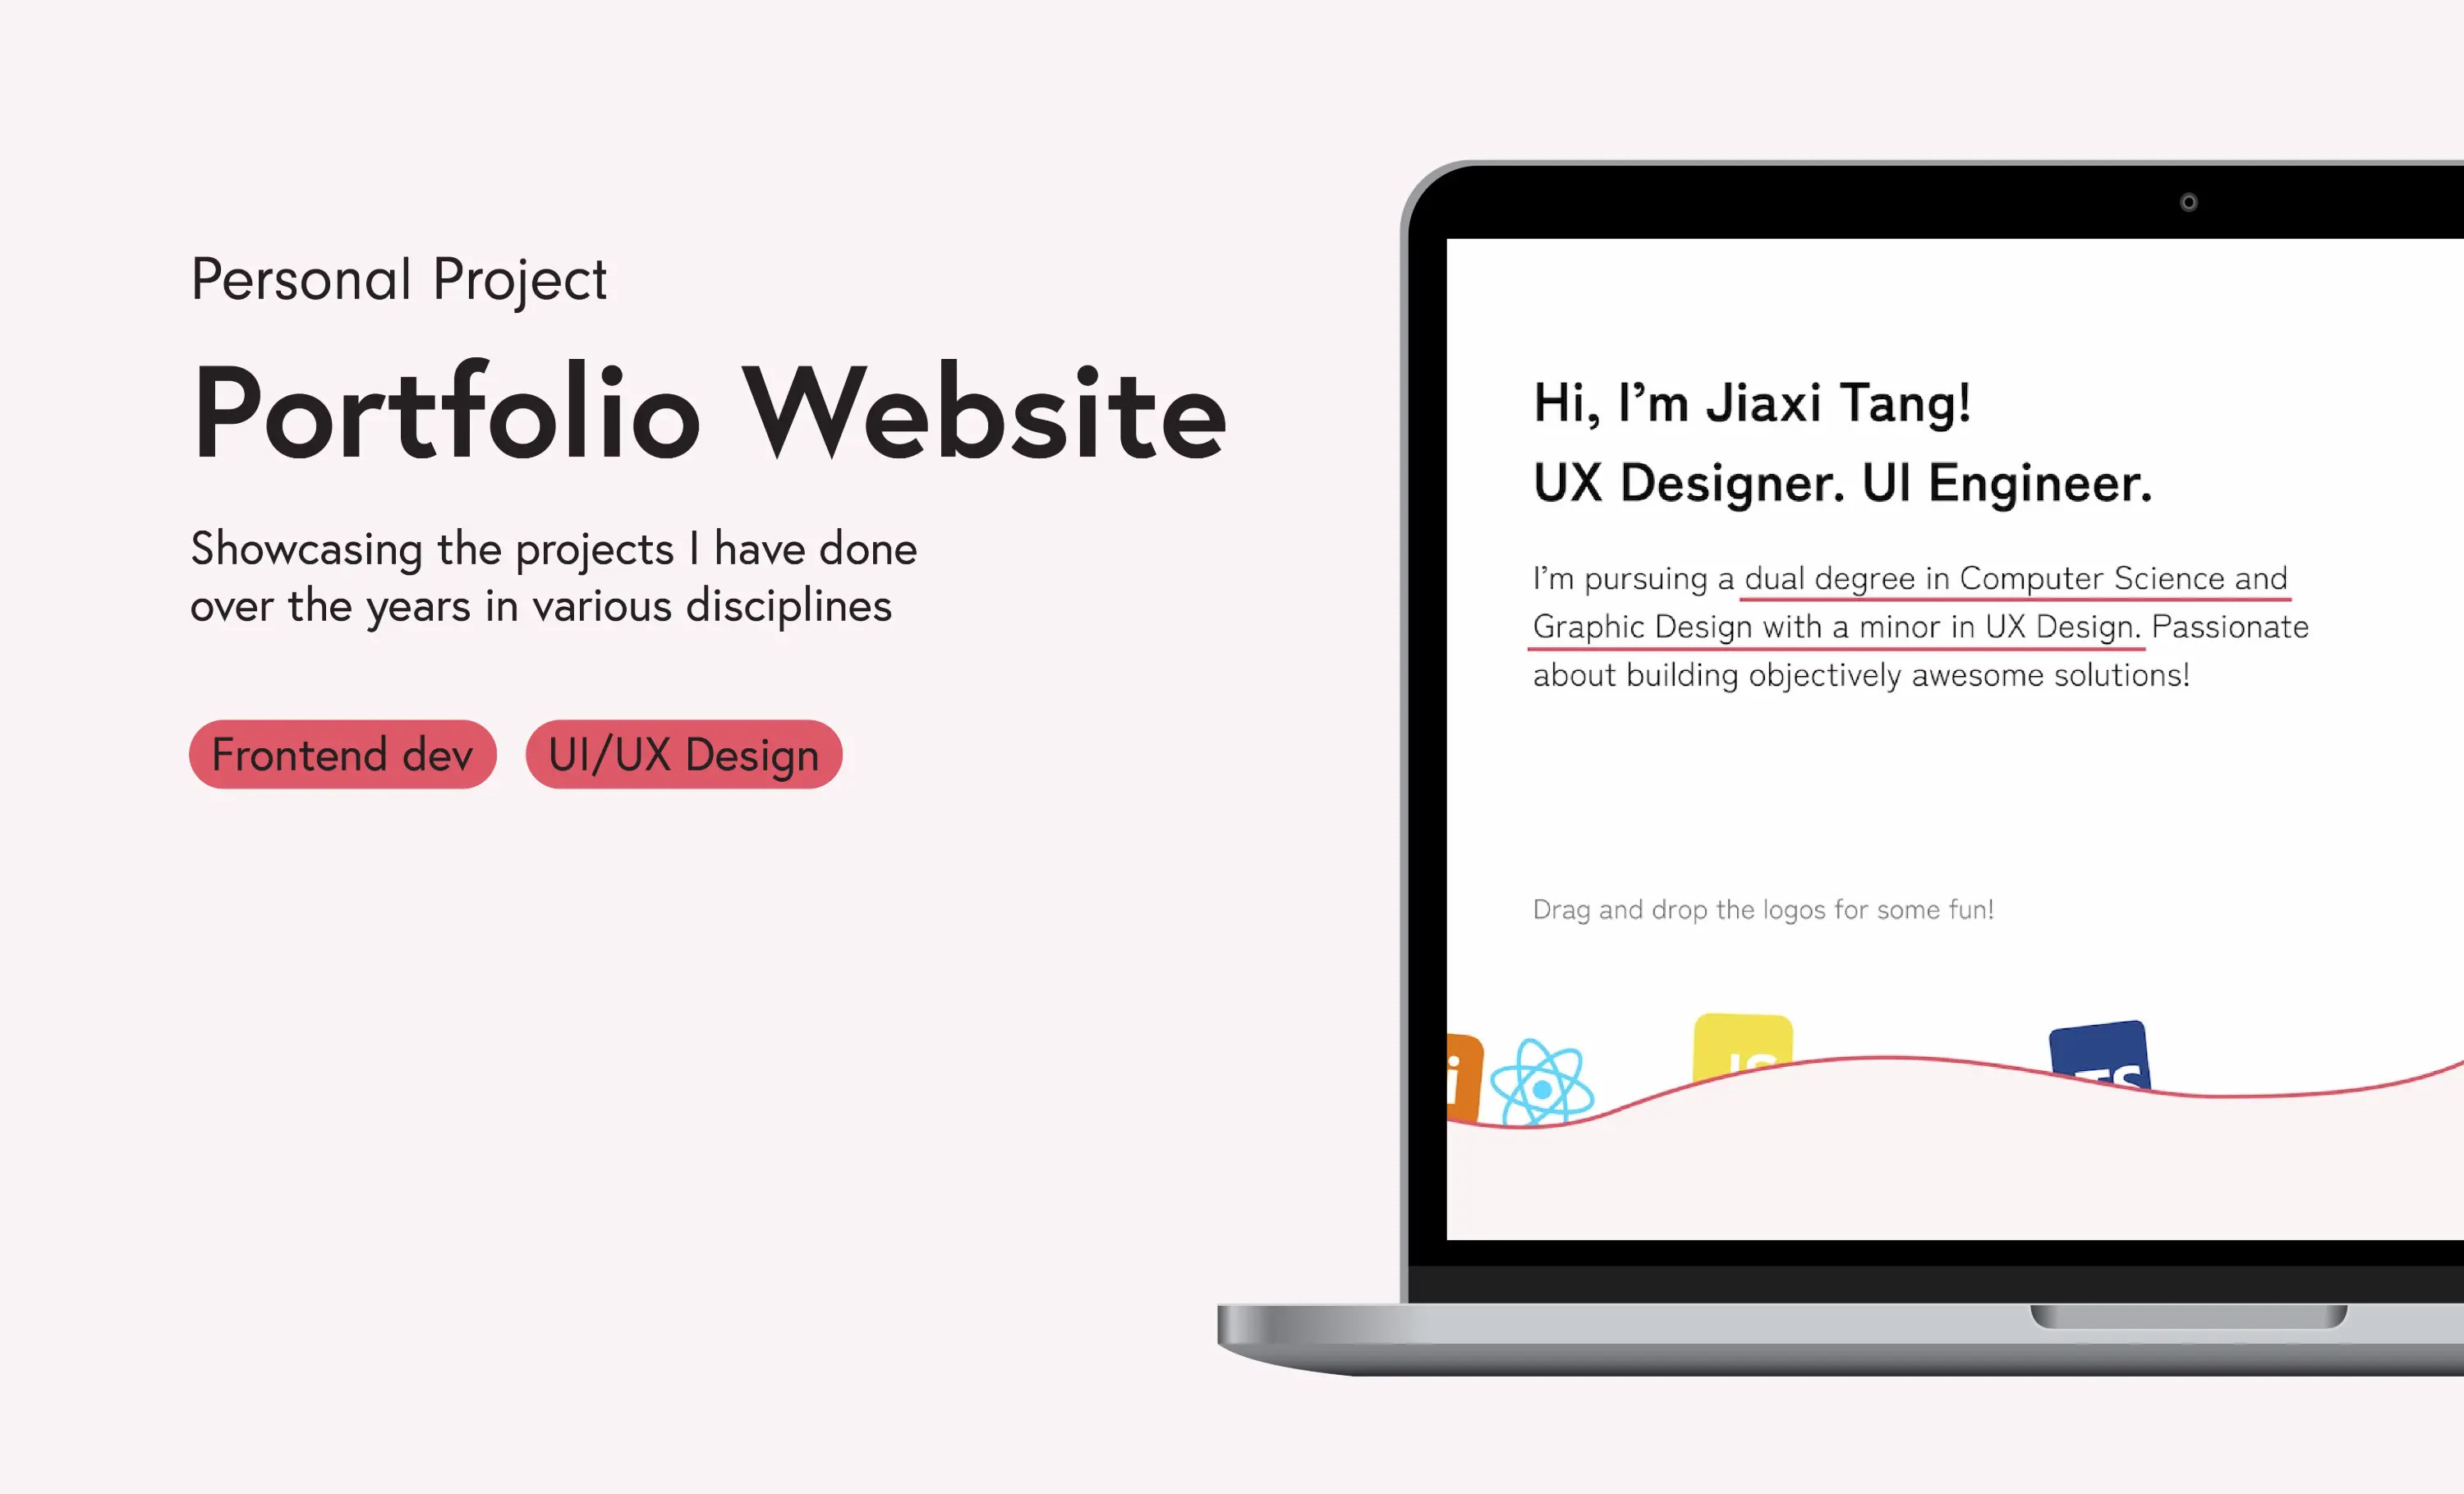 Personal Project
Portfolio Website
Showcasing the projects I have done
over the years in various disciplines
Frontend dev
UI/UX Design
Hi, I’m Jiaxi Tang!
UX Designer. UI Engineer.
I’m pursuing a dual degree in Computer Science and
Graphic Design with a minor in UX Design. Passionate
about building objectively awesome solutions!
Drag and drop the logos for some fun!
i
JS
TS